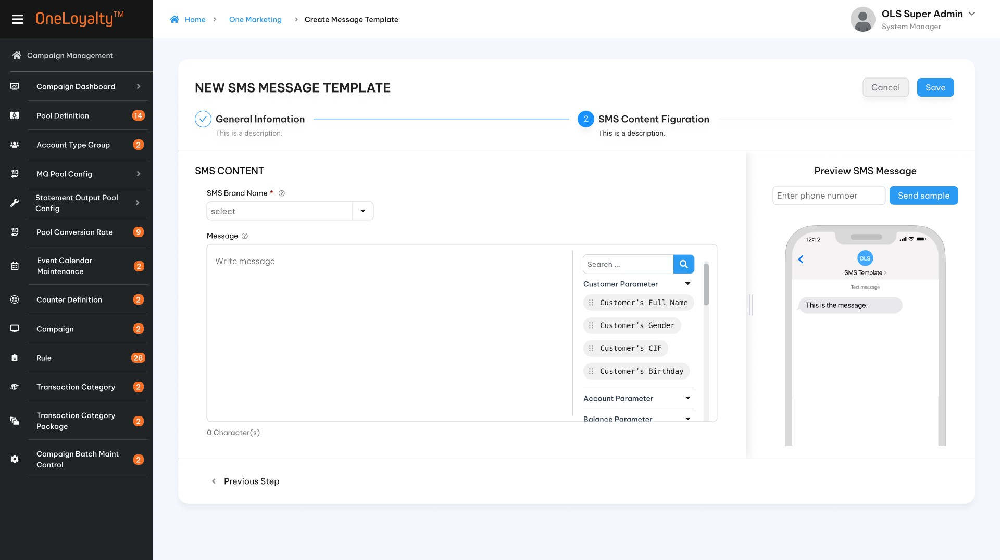 OneLoyalty™
Home
One Marketing
Create Message Template
OLS Super Admin
System Manager
Campaign Management
Campaign Dashboard
Pool Definition 14
Account Type Group 2
MQ Pool Config
Statement Output Pool
Config
Pool Conversion Rate 9
Event Calendar
Maintenance 2
Counter Definition 2
Campaign 2
Rule 28
Transaction Category 2
Transaction Category
Package 2
Campaign Batch Maint
Control 2
NEW SMS MESSAGE TEMPLATE
Cancel
Save
General Infomation
This is a description.
2 SMS Content Figuration
This is a description.
SMS CONTENT
SMS Brand Name *
select
Message
Write message
Search ...
Customer Parameter
Customer’s Full Name
Customer’s Gender
Customer’s CIF
Customer’s Birthday
Account Parameter
Balance Parameter
0 Character(s)
Preview SMS Message
Enter phone number
Send sample
12:12
OLS
SMS Template
Text message
This is the message.
Previous Step